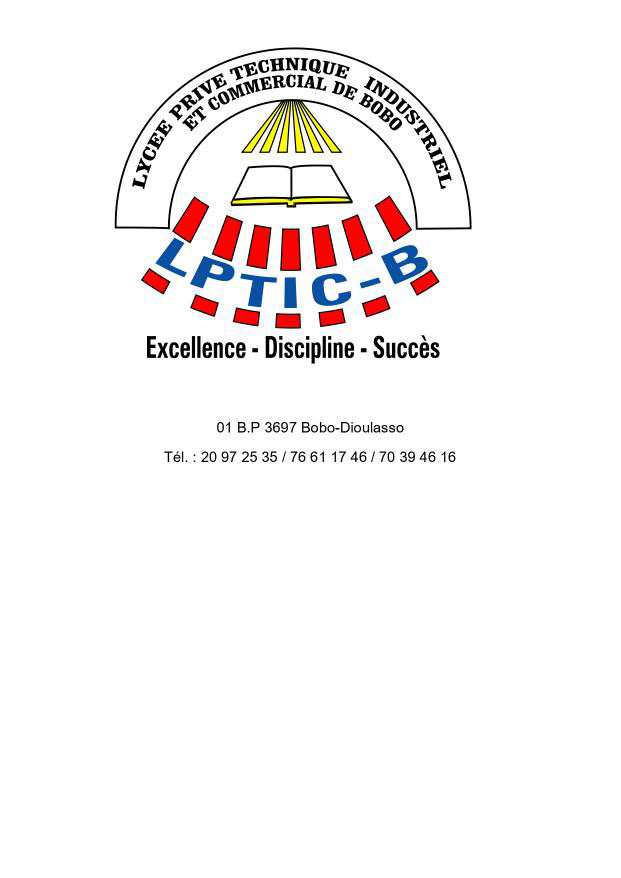 LYCEE PRIVE TECHNIQUE INDUSTRIEL
ET COMMERCIAL DE BOBO
LPTIC-B
Excellence - Discipline - Succès
01 B.P 3697 Bobo-Dioulasso
Tél. : 20 97 25 35 / 76 61 17 46 / 70 39 46 16